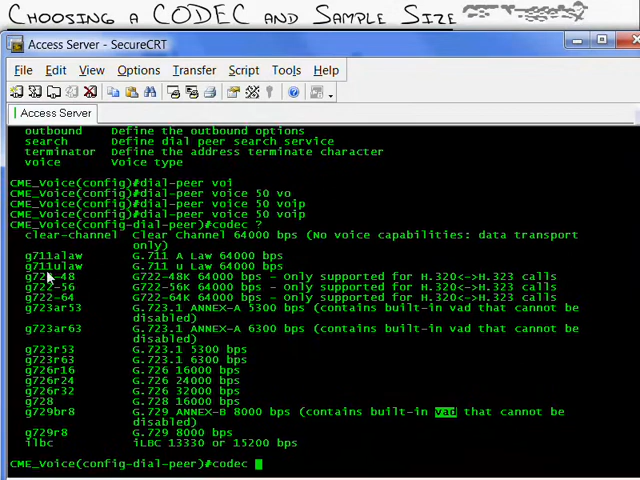 CHOOSING A CODEC AND SAMPLE SIZE
Access Server - SecureCRT
File Edit View Options Transfer Script Tools Help
Access Server
outbound Define the outbound options
search Define dial peer search service
terminator Define the address terminate character
voice Voice type
CME_Voice(config)#dial-peer voi
CME_Voice(config)#dial-peer voice 50 vo
CME_Voice(config)#dial-peer voice 50 voip
CME_Voice(config)#dial-peer voice 50 voip
CME_Voice(config-dial-peer)#codec ?
clear-channel Clear Channel 64000 bps (No voice capabilities: data transport
only)
g711alaw G.711 A Law 64000 bps
g711ulaw G.711 u Law 64000 bps
g722-48 G722-48K 64000 bps - Only supported for H.320<->H.323 calls
g722-56 G722-56K 64000 bps - Only supported for H.320<->H.323 calls
g722-64 G722-64K 64000 bps - Only supported for H.320<->H.323 calls
g723ar53 G.723.1 ANNEX-A 5300 bps (contains built-in vad that cannot be
disabled)
g723ar63 G.723.1 ANNEX-A 6300 bps (contains built-in vad that cannot be
disabled)
g723r53 G.723.1 5300 bps
g723r63 G.723.1 6300 bps
g726r16 G.726 16000 bps
g726r24 G.726 24000 bps
g726r32 G.726 32000 bps
g728 G.728 16000 bps
g729br8 G.729 ANNEX-B 8000 bps (contains built-in vad that cannot be
disabled)
g729r8 G.729 8000 bps
ilbc iLBC 13330 or 15200 bps
CME_Voice(config-dial-peer)#codec